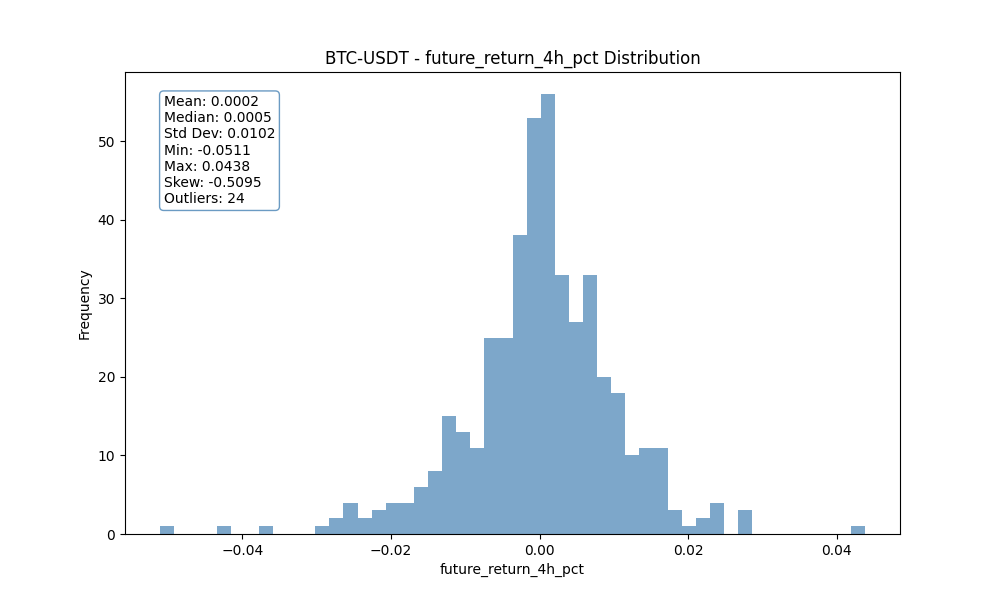 BTC-USDT - future_return_4h_pct Distribution
Mean: 0.0002
Median: 0.0005
Std Dev: 0.0102
Min: -0.0511
Max: 0.0438
Skew: -0.5095
Outliers: 24
Frequency
50
40
30
20
10
0
−0.04 −0.02 0.00 0.02 0.04
future_return_4h_pct